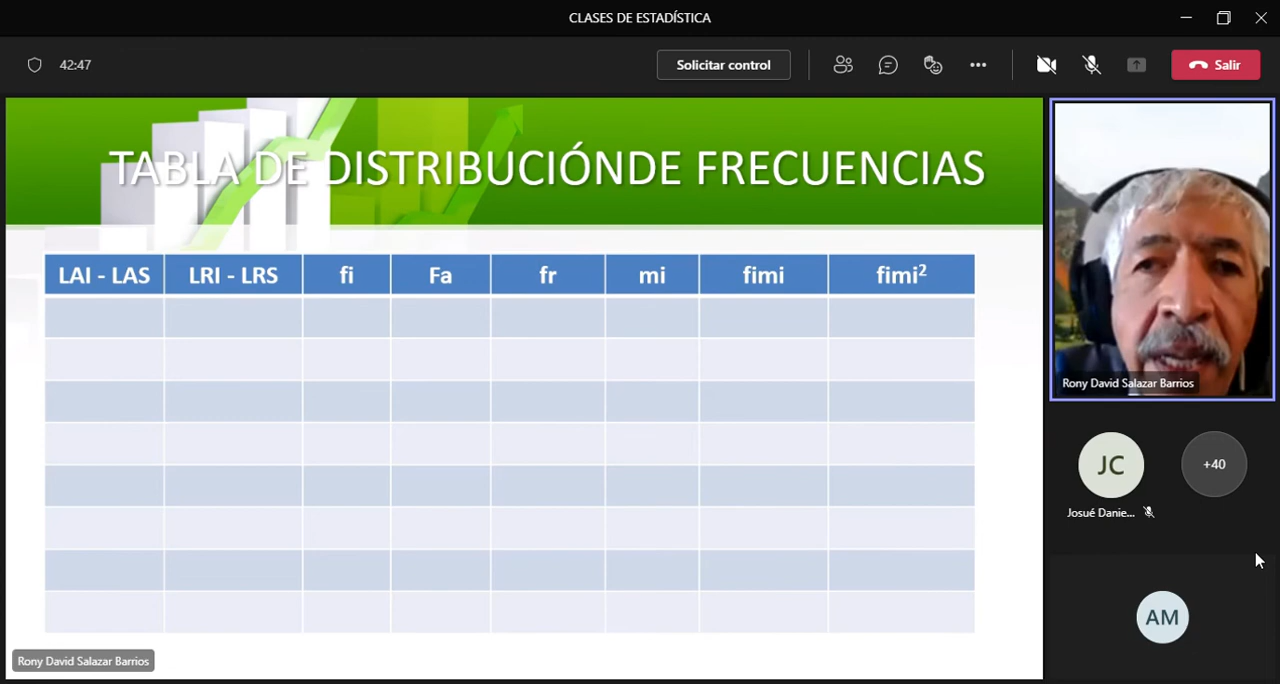 CLASES DE ESTADÍSTICA
42:47
Solicitar control
Salir
TABLA DE DISTRIBUCIÓNDE FRECUENCIAS
LAI - LAS LRI - LRS fi Fa fr mi fimi fimi²
Rony David Salazar Barrios
JC
+40
Josué Danie...
AM
Rony David Salazar Barrios